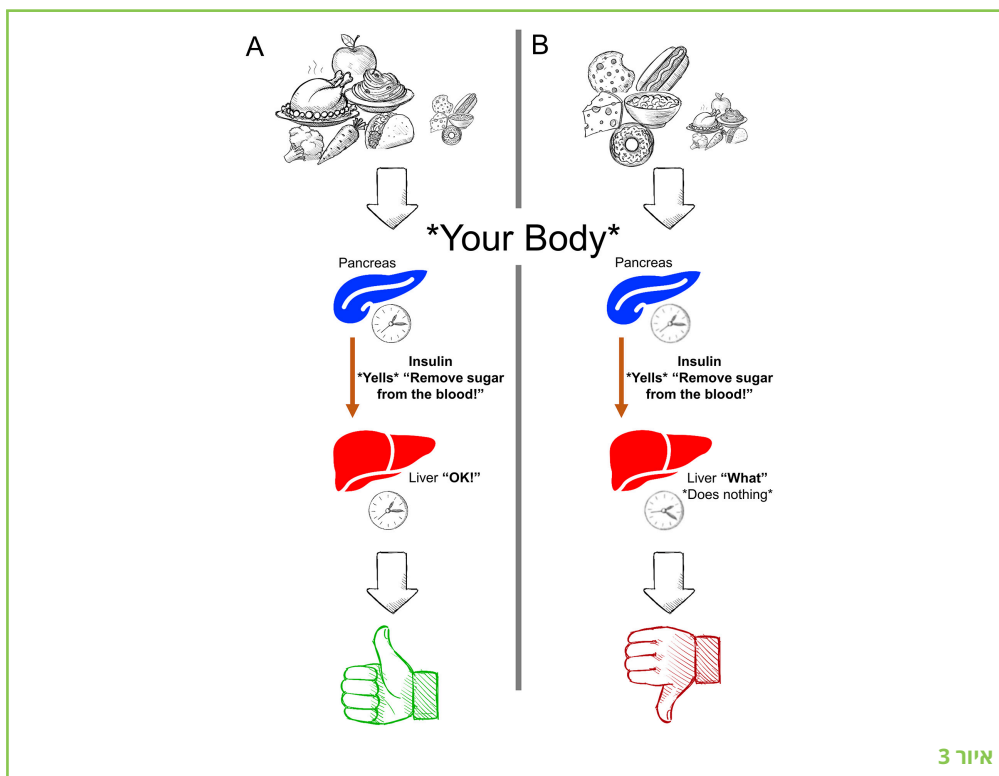 A
B
*Your Body*
Pancreas
Insulin
*Yells* “Remove sugar
from the blood!”
Liver “OK!”
Pancreas
Insulin
*Yells* “Remove sugar
from the blood!”
Liver “What”
*Does nothing*
איור 3